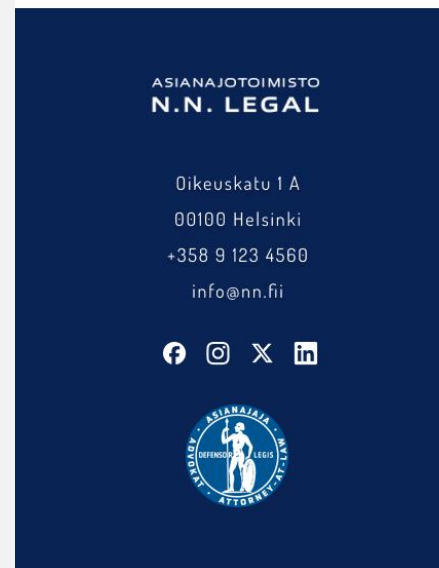 ASIANAJOTOIMISTO
N.N. LEGAL
Oikeuskatu 1 A
00100 Helsinki
+358 9 123 4560
info@nn.fii
ASIANAJAJA
DEFENSOR LEGIS
ADVOKAT · ATTORNEY-AT-LAW